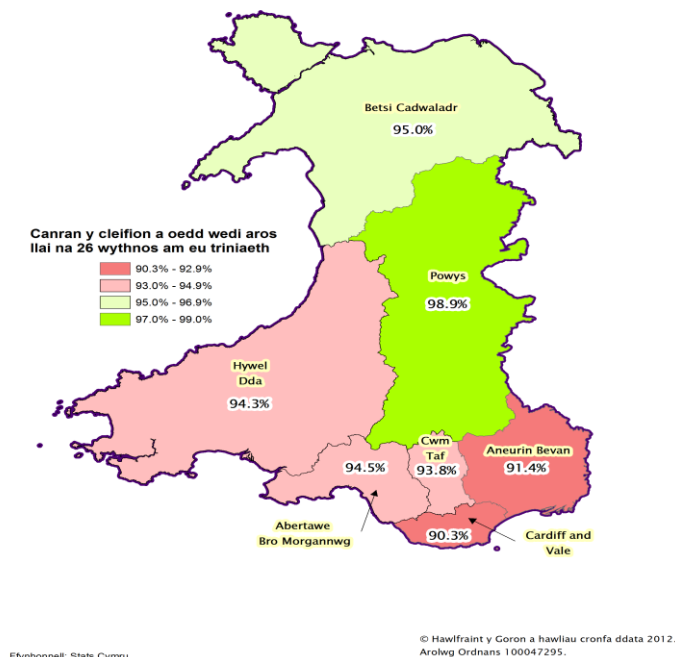 Betsi Cadwaladr
95.0%
Canran y cleifion a oedd wedi aros
llai na 26 wythnos am eu triniaeth
90.3% - 92.9%
93.0% - 94.9%
95.0% - 96.9%
97.0% - 99.0%
Powys
98.9%
Hywel
Dda
94.3%
Cwm
Taf
93.8%
Aneurin Bevan
91.4%
94.5%
Abertawe
Bro Morgannwg
90.3%
Cardiff and
Vale
© Hawlfraint y Goron a hawliau cronfa ddata 2012.
Arolwg Ordnans 100047295.
Stats Cymru